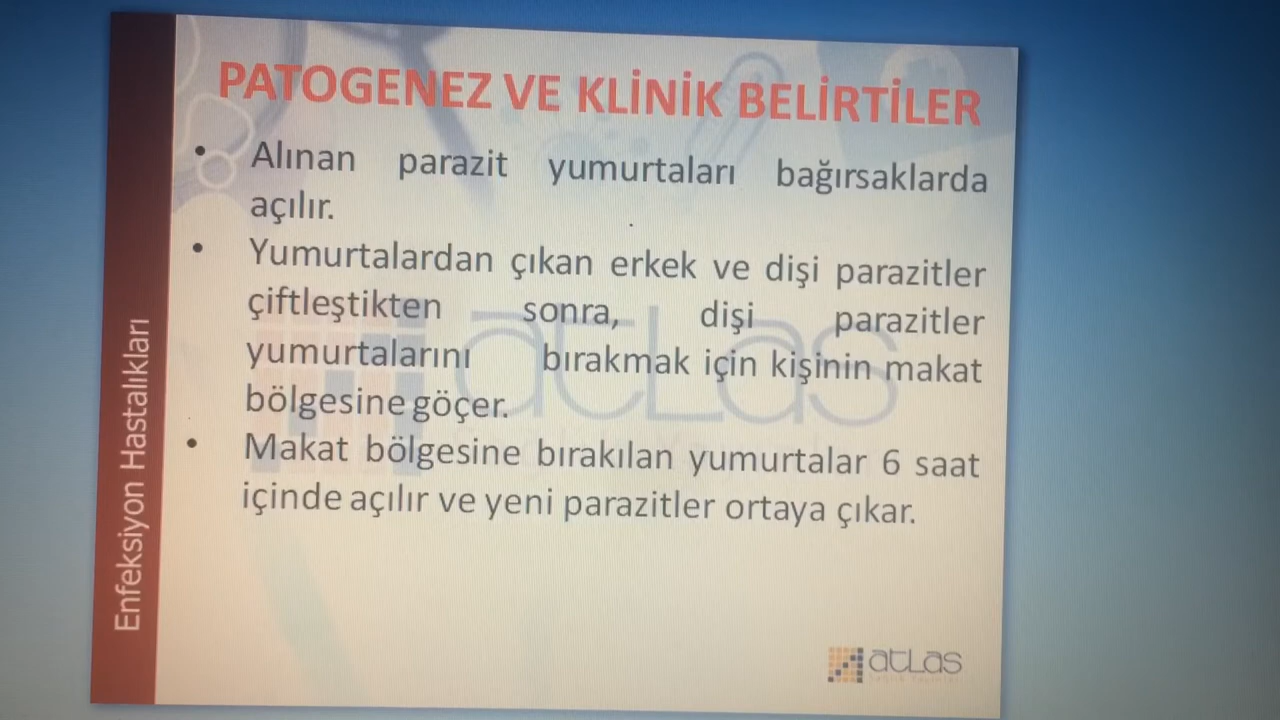 PATOGENEZ VE KLİNİK BELİRTİLER
• Alınan parazit yumurtaları bağırsaklarda
açılır.
• Yumurtalardan çıkan erkek ve dişi parazitler
çiftleştikten sonra, dişi parazitler
yumurtalarını bırakmak için kişinin makat
bölgesine göçer.
• Makat bölgesine bırakılan yumurtalar 6 saat
içinde açılır ve yeni parazitler ortaya çıkar.
Enfeksiyon Hastalıkları
atLas
atLas